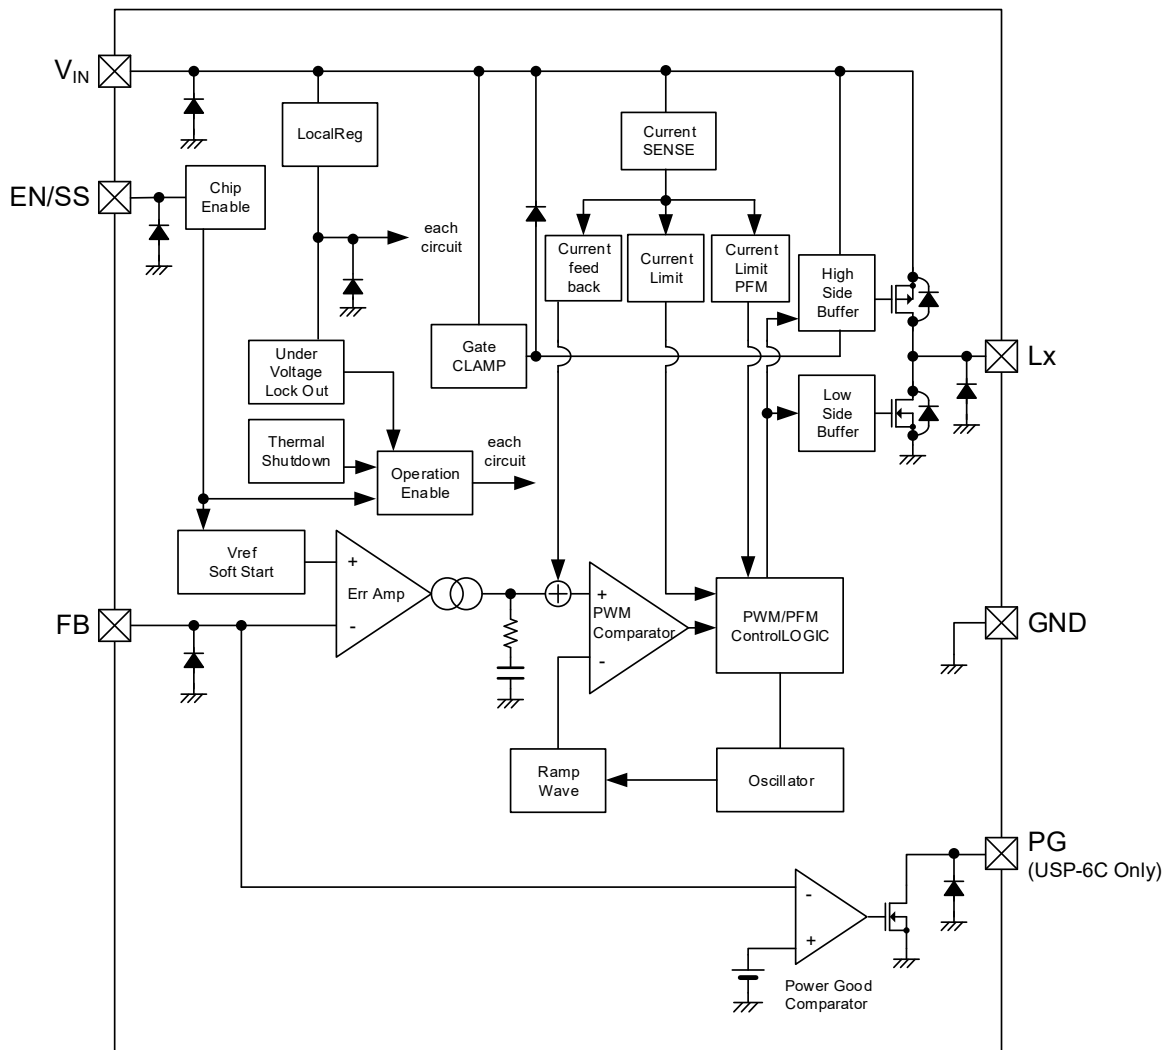 VIN
LocalReg
Current
SENSE
EN/SS
Chip
Enable
each
circuit
Current
feed
back
Current
Limit
Current
Limit
PFM
High
Side
Buffer
Gate
CLAMP
Lx
Under
Voltage
Lock Out
Low
Side
Buffer
Thermal
Shutdown
Operation
Enable
each
circuit
Vref
Soft Start
+
Err Amp
-
+
PWM
Comparator
-
PWM/PFM
ControlLOGIC
FB
GND
Ramp
Wave
Oscillator
PG
(USP-6C Only)
-
+
Power Good
Comparator